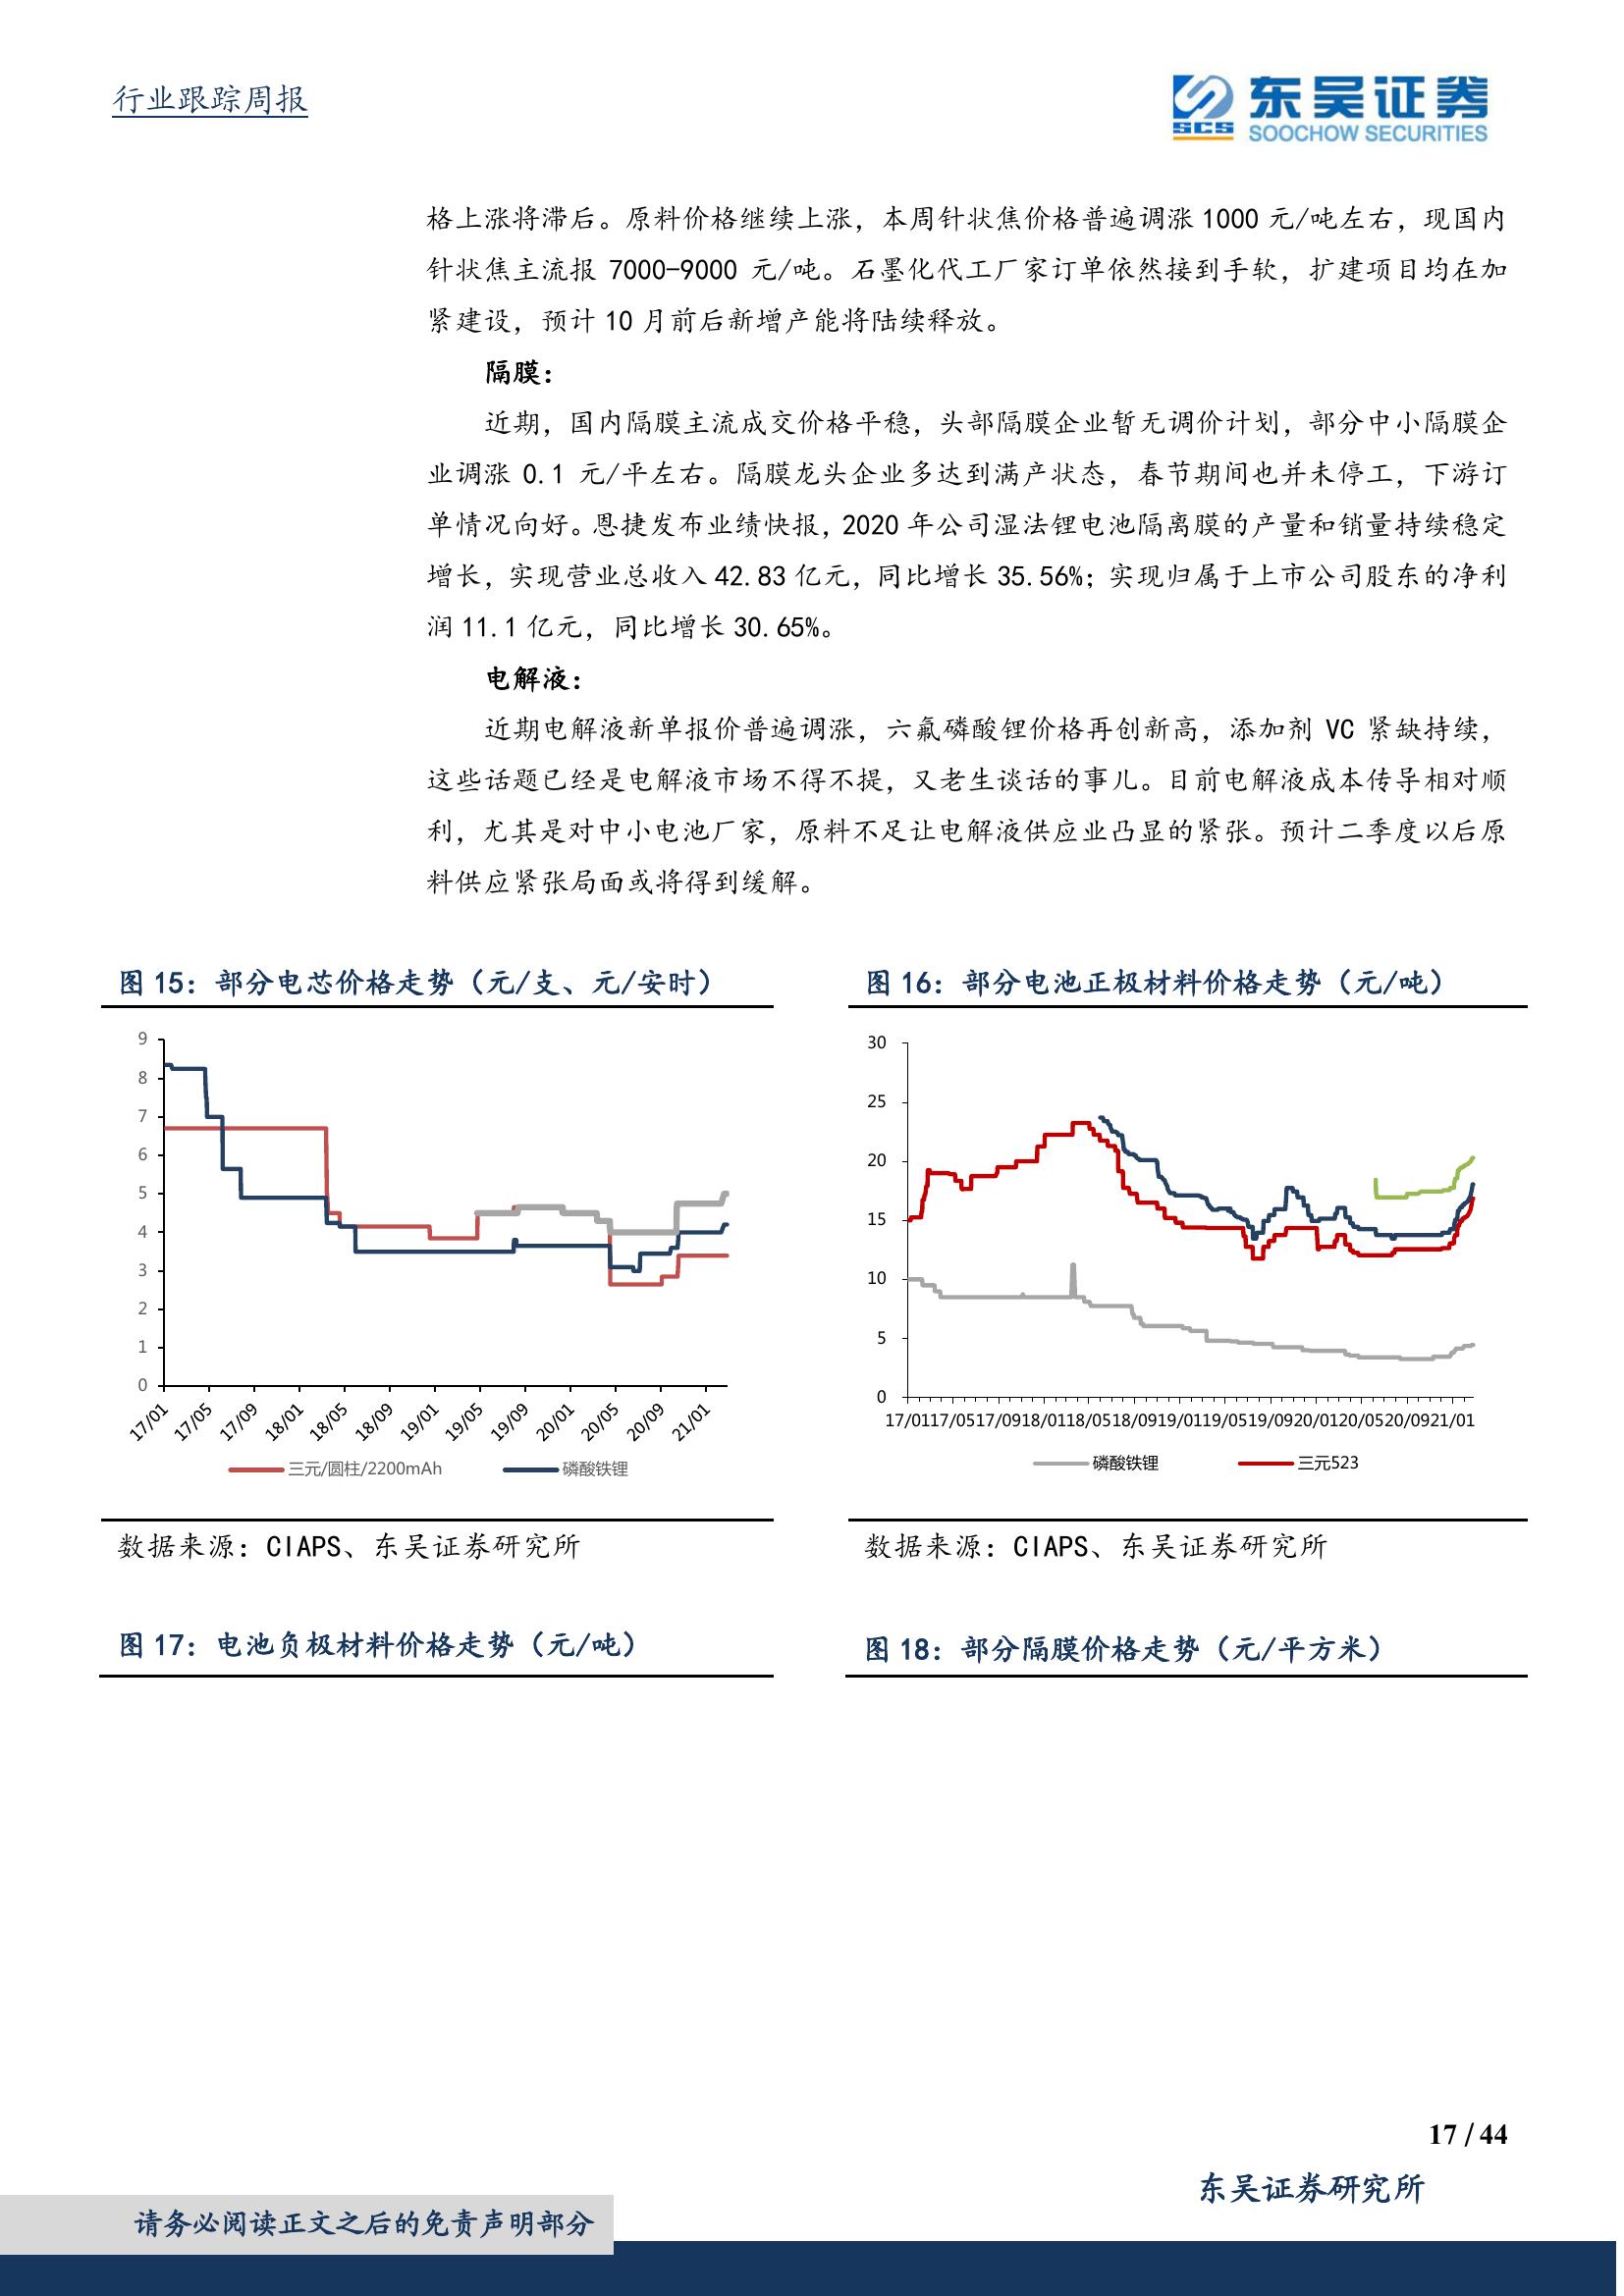 行业跟踪周报
SCS
东吴证券
SOOCHOW SECURITIES
格上涨将滞后。原料价格继续上涨，本周针状焦价格普遍调涨 1000 元/吨左右，现国内
针状焦主流报 7000-9000 元/吨。石墨化代工厂家订单依然接到手软，扩建项目均在加
紧建设，预计 10 月前后新增产能将陆续释放。
隔膜：
近期，国内隔膜主流成交价格平稳，头部隔膜企业暂无调价计划，部分中小隔膜企
业调涨 0.1 元/平左右。隔膜龙头企业多达到满产状态，春节期间也并未停工，下游订
单情况向好。恩捷发布业绩快报，2020 年公司湿法锂电池隔离膜的产量和销量持续稳定
增长，实现营业总收入 42.83 亿元，同比增长 35.56%；实现归属于上市公司股东的净利
润 11.1 亿元，同比增长 30.65%。
电解液：
近期电解液新单报价普遍调涨，六氟磷酸锂价格再创新高，添加剂 VC 紧缺持续，
这些话题已经是电解液市场不得不提，又老生谈话的事儿。目前电解液成本传导相对顺
利，尤其是对中小电池厂家，原料不足让电解液供应业凸显的紧张。预计二季度以后原
料供应紧张局面或将得到缓解。
图 15：部分电芯价格走势（元/支、元/安时）
9
8
7
6
5
4
3
2
1
0
17/01 17/05 17/09 18/01 18/05 18/09 19/01 19/05 19/09 20/01 20/05 20/09 21/01
三元/圆柱/2200mAh 磷酸铁锂
数据来源：CIAPS、东吴证券研究所
图 16：部分电池正极材料价格走势（元/吨）
30
25
20
15
10
5
0
17/0117/0517/0918/0118/0518/0919/0119/0519/0920/0120/0520/0921/01
磷酸铁锂 三元523
数据来源：CIAPS、东吴证券研究所
图 17：电池负极材料价格走势（元/吨）
图 18：部分隔膜价格走势（元/平方米）
17 / 44
东吴证券研究所
请务必阅读正文之后的免责声明部分